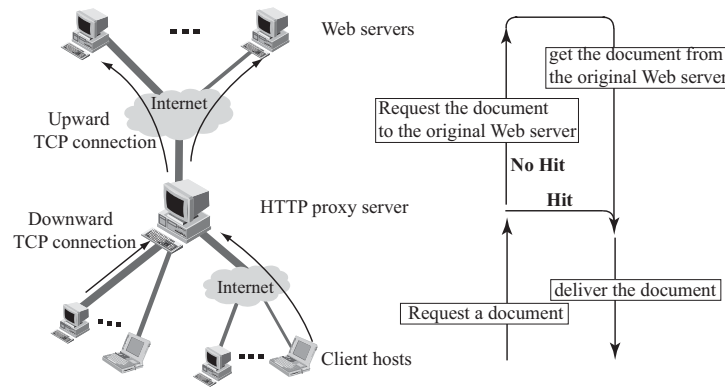 Web servers
Internet
Upward
TCP connection
HTTP proxy server
Downward
TCP connection
Internet
Client hosts
get the document from
the original Web server
Request the document
to the original Web server
No Hit
Hit
deliver the document
Request a document